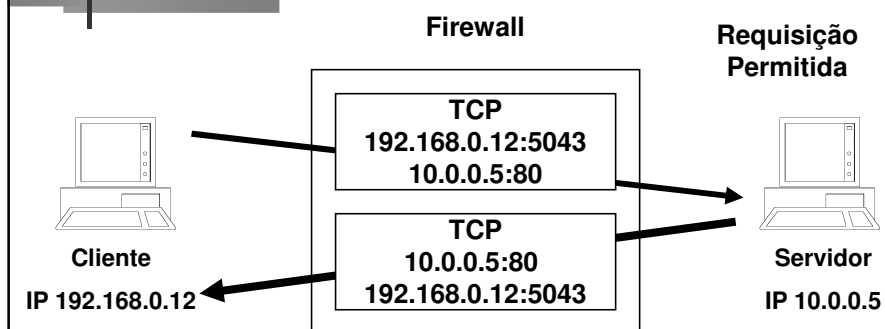 Firewall
Requisição
Permitida
TCP
192.168.0.12:5043
10.0.0.5:80
TCP
10.0.0.5:80
192.168.0.12:5043
Cliente
IP 192.168.0.12
Servidor
IP 10.0.0.5